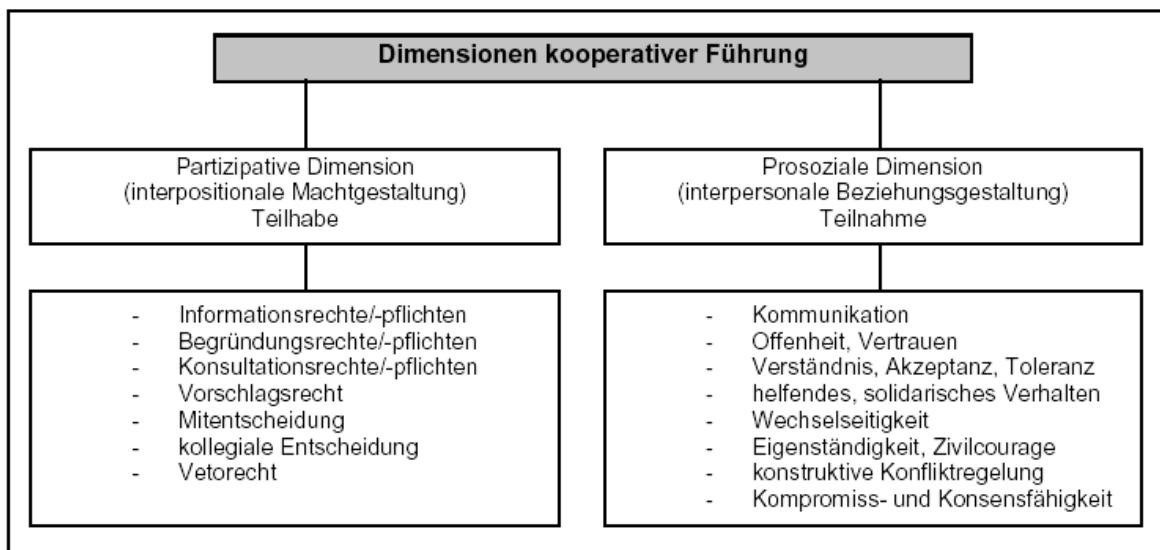 Dimensionen kooperativer Führung
Partizipative Dimension
(interpositionale Machtgestaltung)
Teilhabe
Prosoziale Dimension
(interpersonale Beziehungsgestaltung)
Teilnahme
- Informationsrechte/-pflichten
- Begründungsrechte/-pflichten
- Konsultationsrechte/-pflichten
- Vorschlagsrecht
- Mitentscheidung
- kollegiale Entscheidung
- Vetorecht
- Kommunikation
- Offenheit, Vertrauen
- Verständnis, Akzeptanz, Toleranz
- helfendes, solidarisches Verhalten
- Wechselseitigkeit
- Eigenständigkeit, Zivilcourage
- konstruktive Konfliktregelung
- Kompromiss- und Konsensfähigkeit